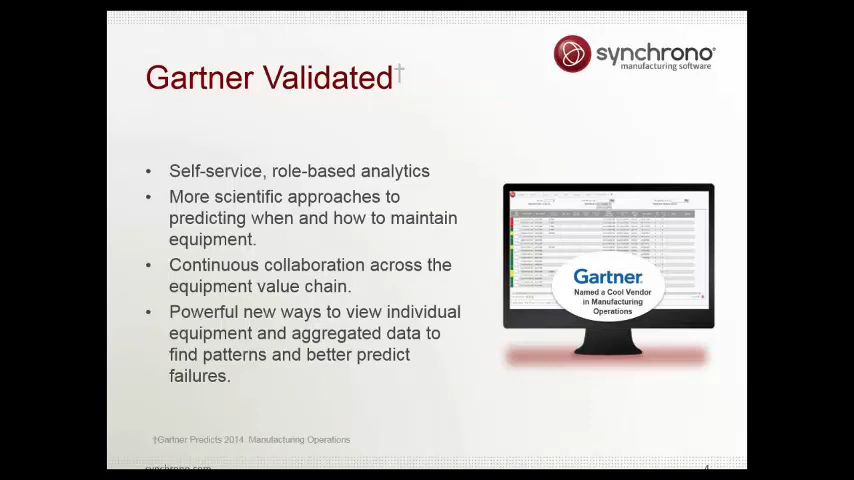 synchrono®
manufacturing software
Gartner Validated†
• Self-service, role-based analytics
• More scientific approaches to
predicting when and how to maintain
equipment.
• Continuous collaboration across the
equipment value chain.
• Powerful new ways to view individual
equipment and aggregated data to
find patterns and better predict
failures.
Gartner.
Named a Cool Vendor
in Manufacturing
Operations
†Gartner Predicts 2014 Manufacturing Operations
synchrono.com
4